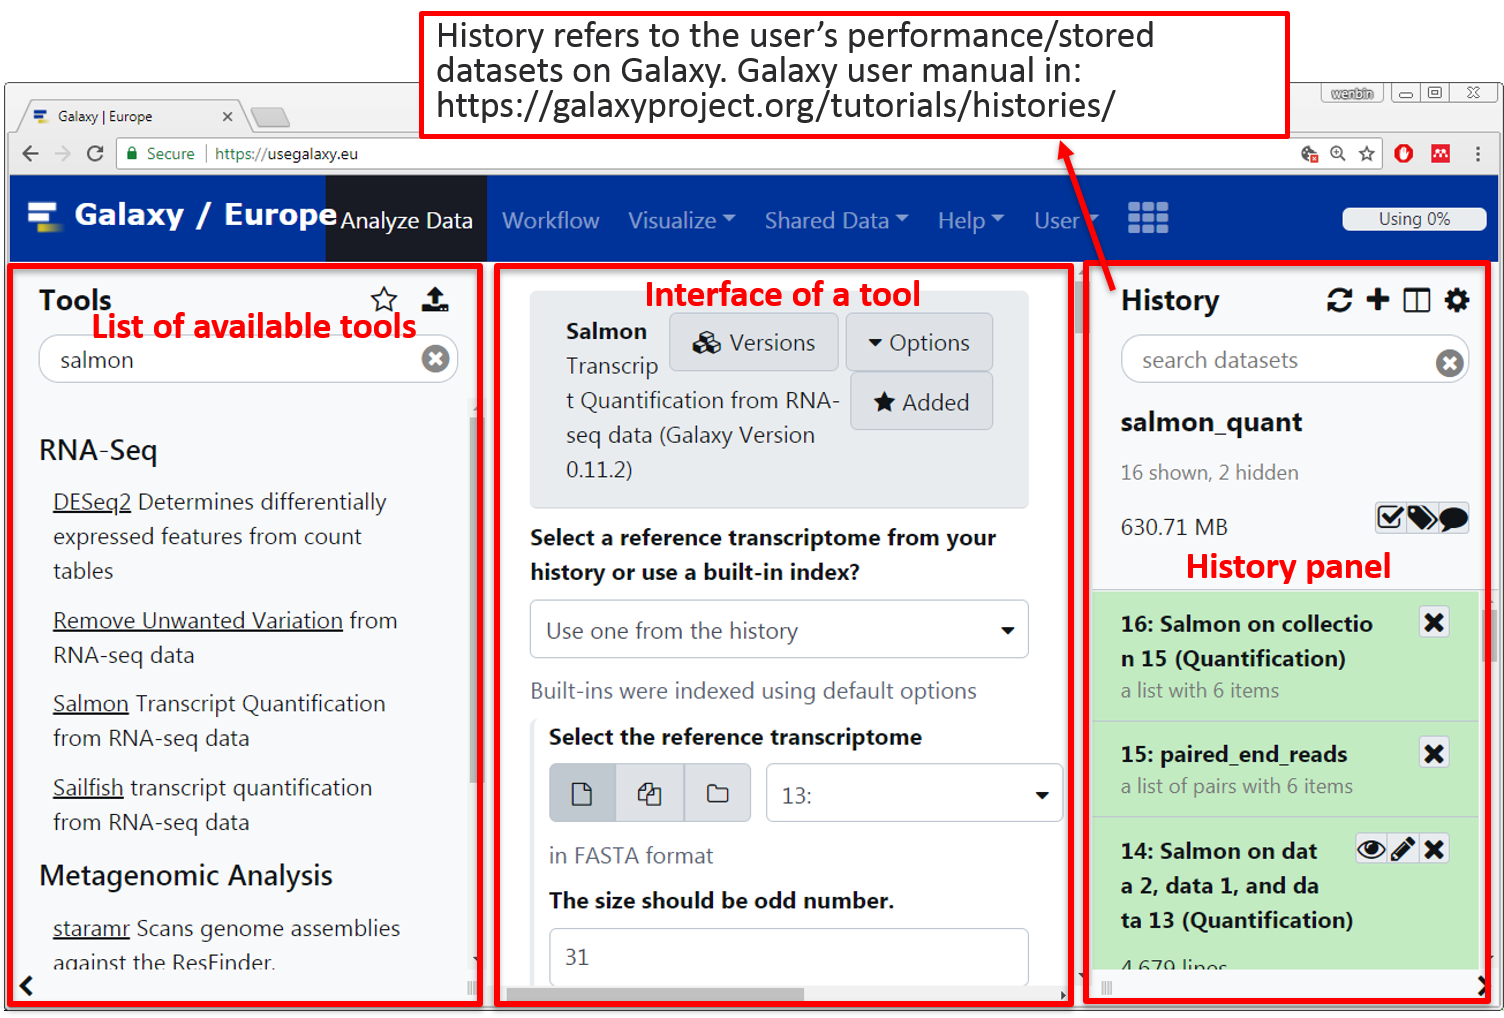 History refers to the user's performance/stored
datasets on Galaxy. Galaxy user manual in:
https://galaxyproject.org/tutorials/histories/
wenbin
Galaxy | Europe
Secure
https://usegalaxy.eu
Galaxy / Europe
Analyze Data
Workflow
Visualize
Shared Data
Help
User
Using 0%
Tools
List of available tools
salmon
RNA-Seq
DESeq2 Determines differentially
expressed features from count
tables
Remove Unwanted Variation from
RNA-seq data
Salmon Transcript Quantification
from RNA-seq data
Sailfish transcript quantification
from RNA-seq data
Metagenomic Analysis
staramr Scans genome assemblies
against the ResFinder,
Interface of a tool
Salmon
Transcrip
t Quantification from RNA-
seq data (Galaxy Version
0.11.2)
Versions
Options
Added
Select a reference transcriptome from your
history or use a built-in index?
Use one from the history
Built-ins were indexed using default options
Select the reference transcriptome
13:
in FASTA format
The size should be odd number.
31
History
search datasets
salmon_quant
16 shown, 2 hidden
630.71 MB
History panel
16: Salmon on collectio
n 15 (Quantification)
a list with 6 items
15: paired_end_reads
a list of pairs with 6 items
14: Salmon on dat
a 2, data 1, and da
ta 13 (Quantification)
4,679 lines